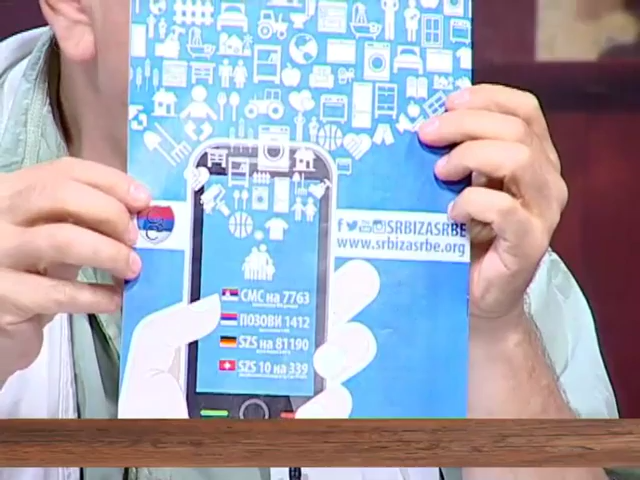 SRBIZASRBE
www.srbizasrbe.org
СМС на 7763
ПОЗОВИ 1412
SZS на 81190
SZS 10 на 339